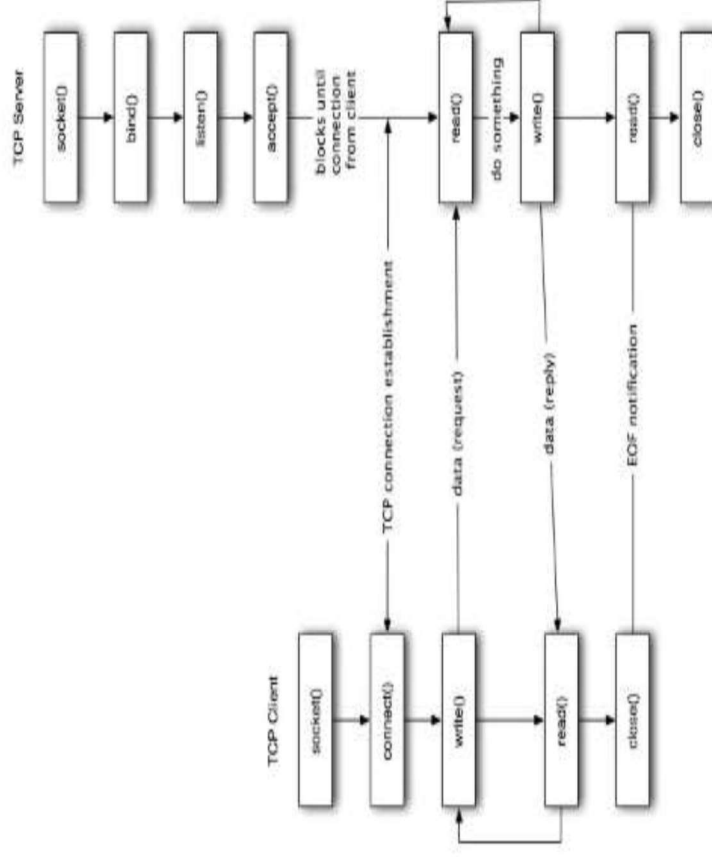 TCP Server
socket()
bind()
listen()
accept()
blocks until
connection
from client
TCP connection establishment
read()
do something
write()
read()
close()
data (request)
data (reply)
EOF notification
TCP Client
socket()
connect()
write()
read()
close()